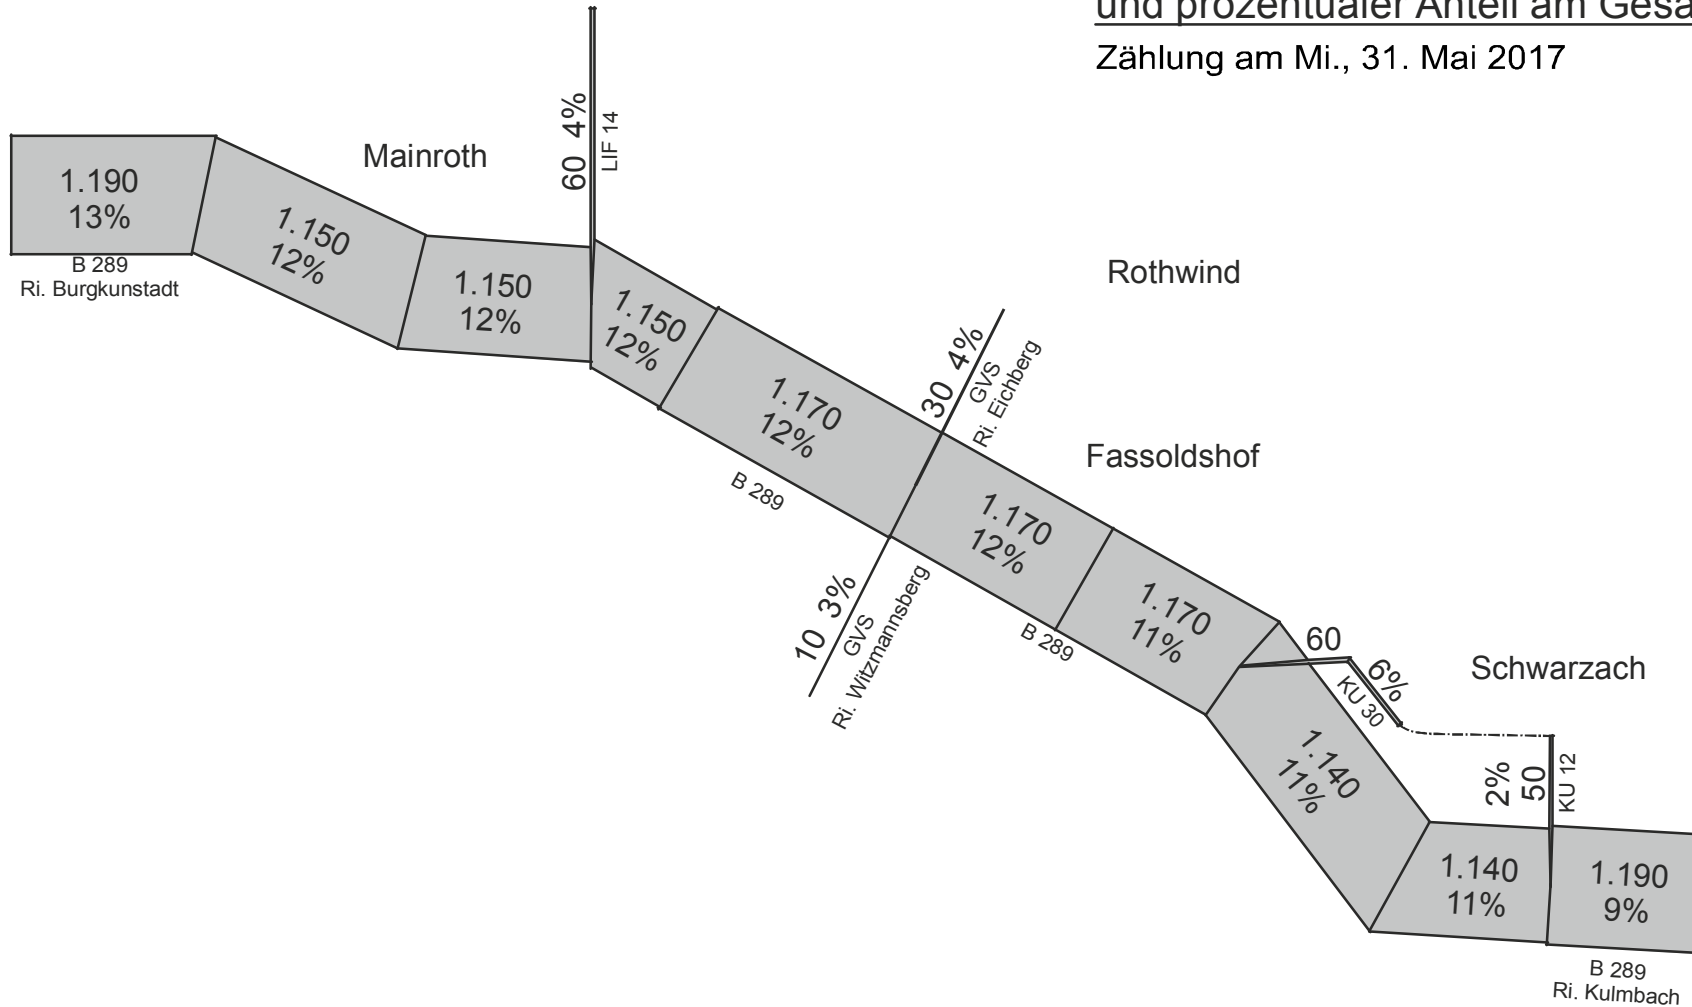 und prozentualer Anteil am
Zählung am Mi., 31. Mai 2017
60 4%
LIF 14
Mainroth
1.190
13%
B 289
Ri. Burgkunstadt
1.150
12%
1.150
12%
1.150
12%
Rothwind
1.170
12%
B 289
30 4%
GVS
Ri. Eichberg
Fassoldshof
10 3%
GVS
Ri. Witzmannsberg
1.170
12%
B 289
1.170
11%
60
6%
KU 30
Schwarzach
1.140
11%
2%
50
KU 12
1.140
11%
1.190
9%
B 289
Ri. Kulmbach